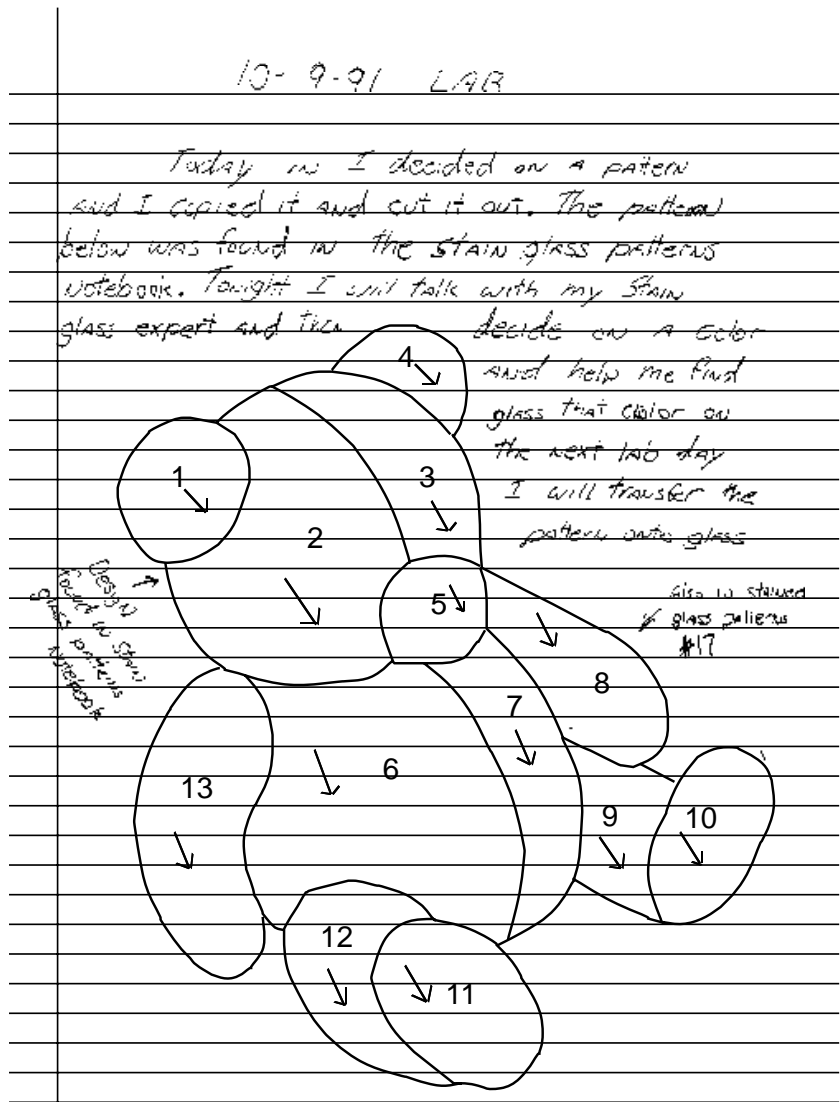 10-9-91 LAB
Today in I decided on a pattern
and I copied it and cut it out. The pattern
below was found in the stain glass patterns
Notebook. Tonight I will talk with my stain
glass expert and then decide on a color
and help me find
glass that color on
the next lab day
I will transfer the
pattern onto glass
4
1
3
2
Design
found in stain
glass patterns
Notebook
5
also in stained
glass patterns
#17
8
7
6
13
9
10
12
11